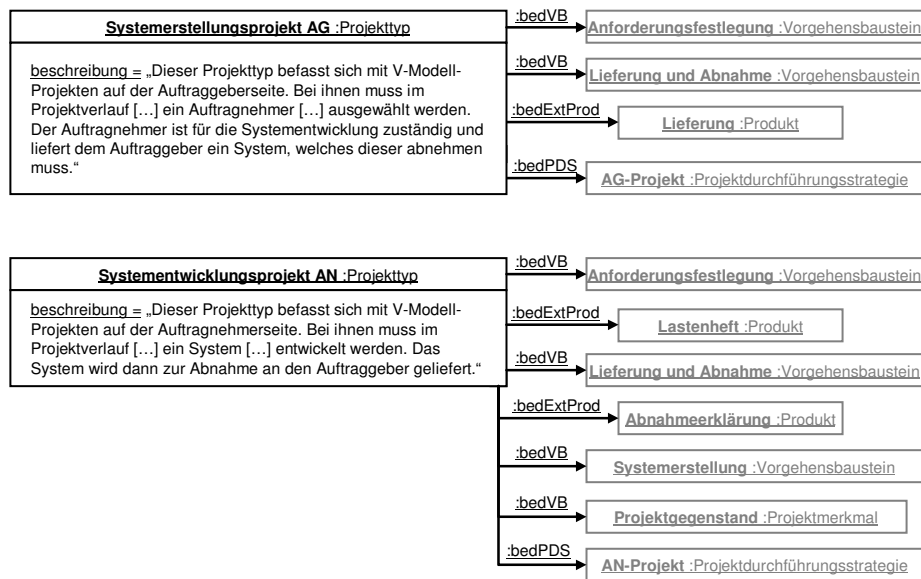 Systemerstellungsprojekt AG :Projekttyp
beschreibung = „Dieser Projekttyp befasst sich mit V-Modell-
Projekten auf der Auftraggeberseite. Bei ihnen muss im
Projektverlauf […] ein Auftragnehmer […] ausgewählt werden.
Der Auftragnehmer ist für die Systementwicklung zuständig und
liefert dem Auftraggeber ein System, welches dieser abnehmen
muss.“
:bedVB
Anforderungsfestlegung :Vorgehensbaustein
:bedVB
Lieferung und Abnahme :Vorgehensbaustein
:bedExtProd
Lieferung :Produkt
:bedPDS
AG-Projekt :Projektdurchführungsstrategie
Systementwicklungsprojekt AN :Projekttyp
beschreibung = „Dieser Projekttyp befasst sich mit V-Modell-
Projekten auf der Auftragnehmerseite. Bei ihnen muss im
Projektverlauf […] ein System […] entwickelt werden. Das
System wird dann zur Abnahme an den Auftraggeber geliefert.“
:bedVB
Anforderungsfestlegung :Vorgehensbaustein
:bedExtProd
Lastenheft :Produkt
:bedVB
Lieferung und Abnahme :Vorgehensbaustein
:bedExtProd
Abnahmeerklärung :Produkt
:bedVB
Systemerstellung :Vorgehensbaustein
:bedVB
Projektgegenstand :Projektmerkmal
:bedPDS
AN-Projekt :Projektdurchführungsstrategie